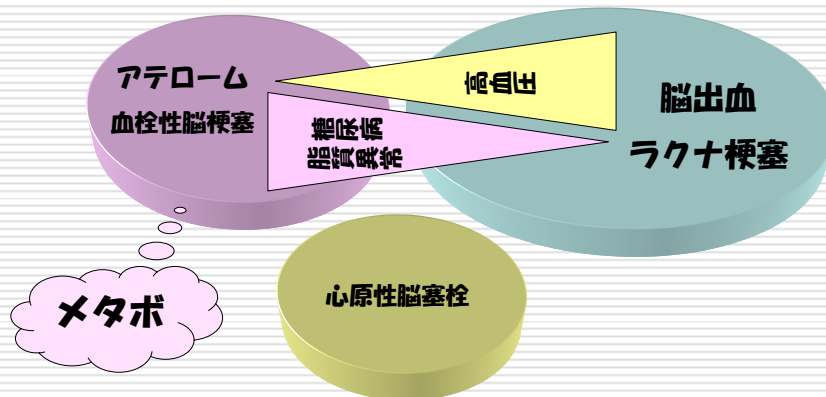 アテローム
血栓性脳梗塞
高血圧
糖尿病
脂質異常
脳出血
ラクナ梗塞
メタボ
心原性脳塞栓